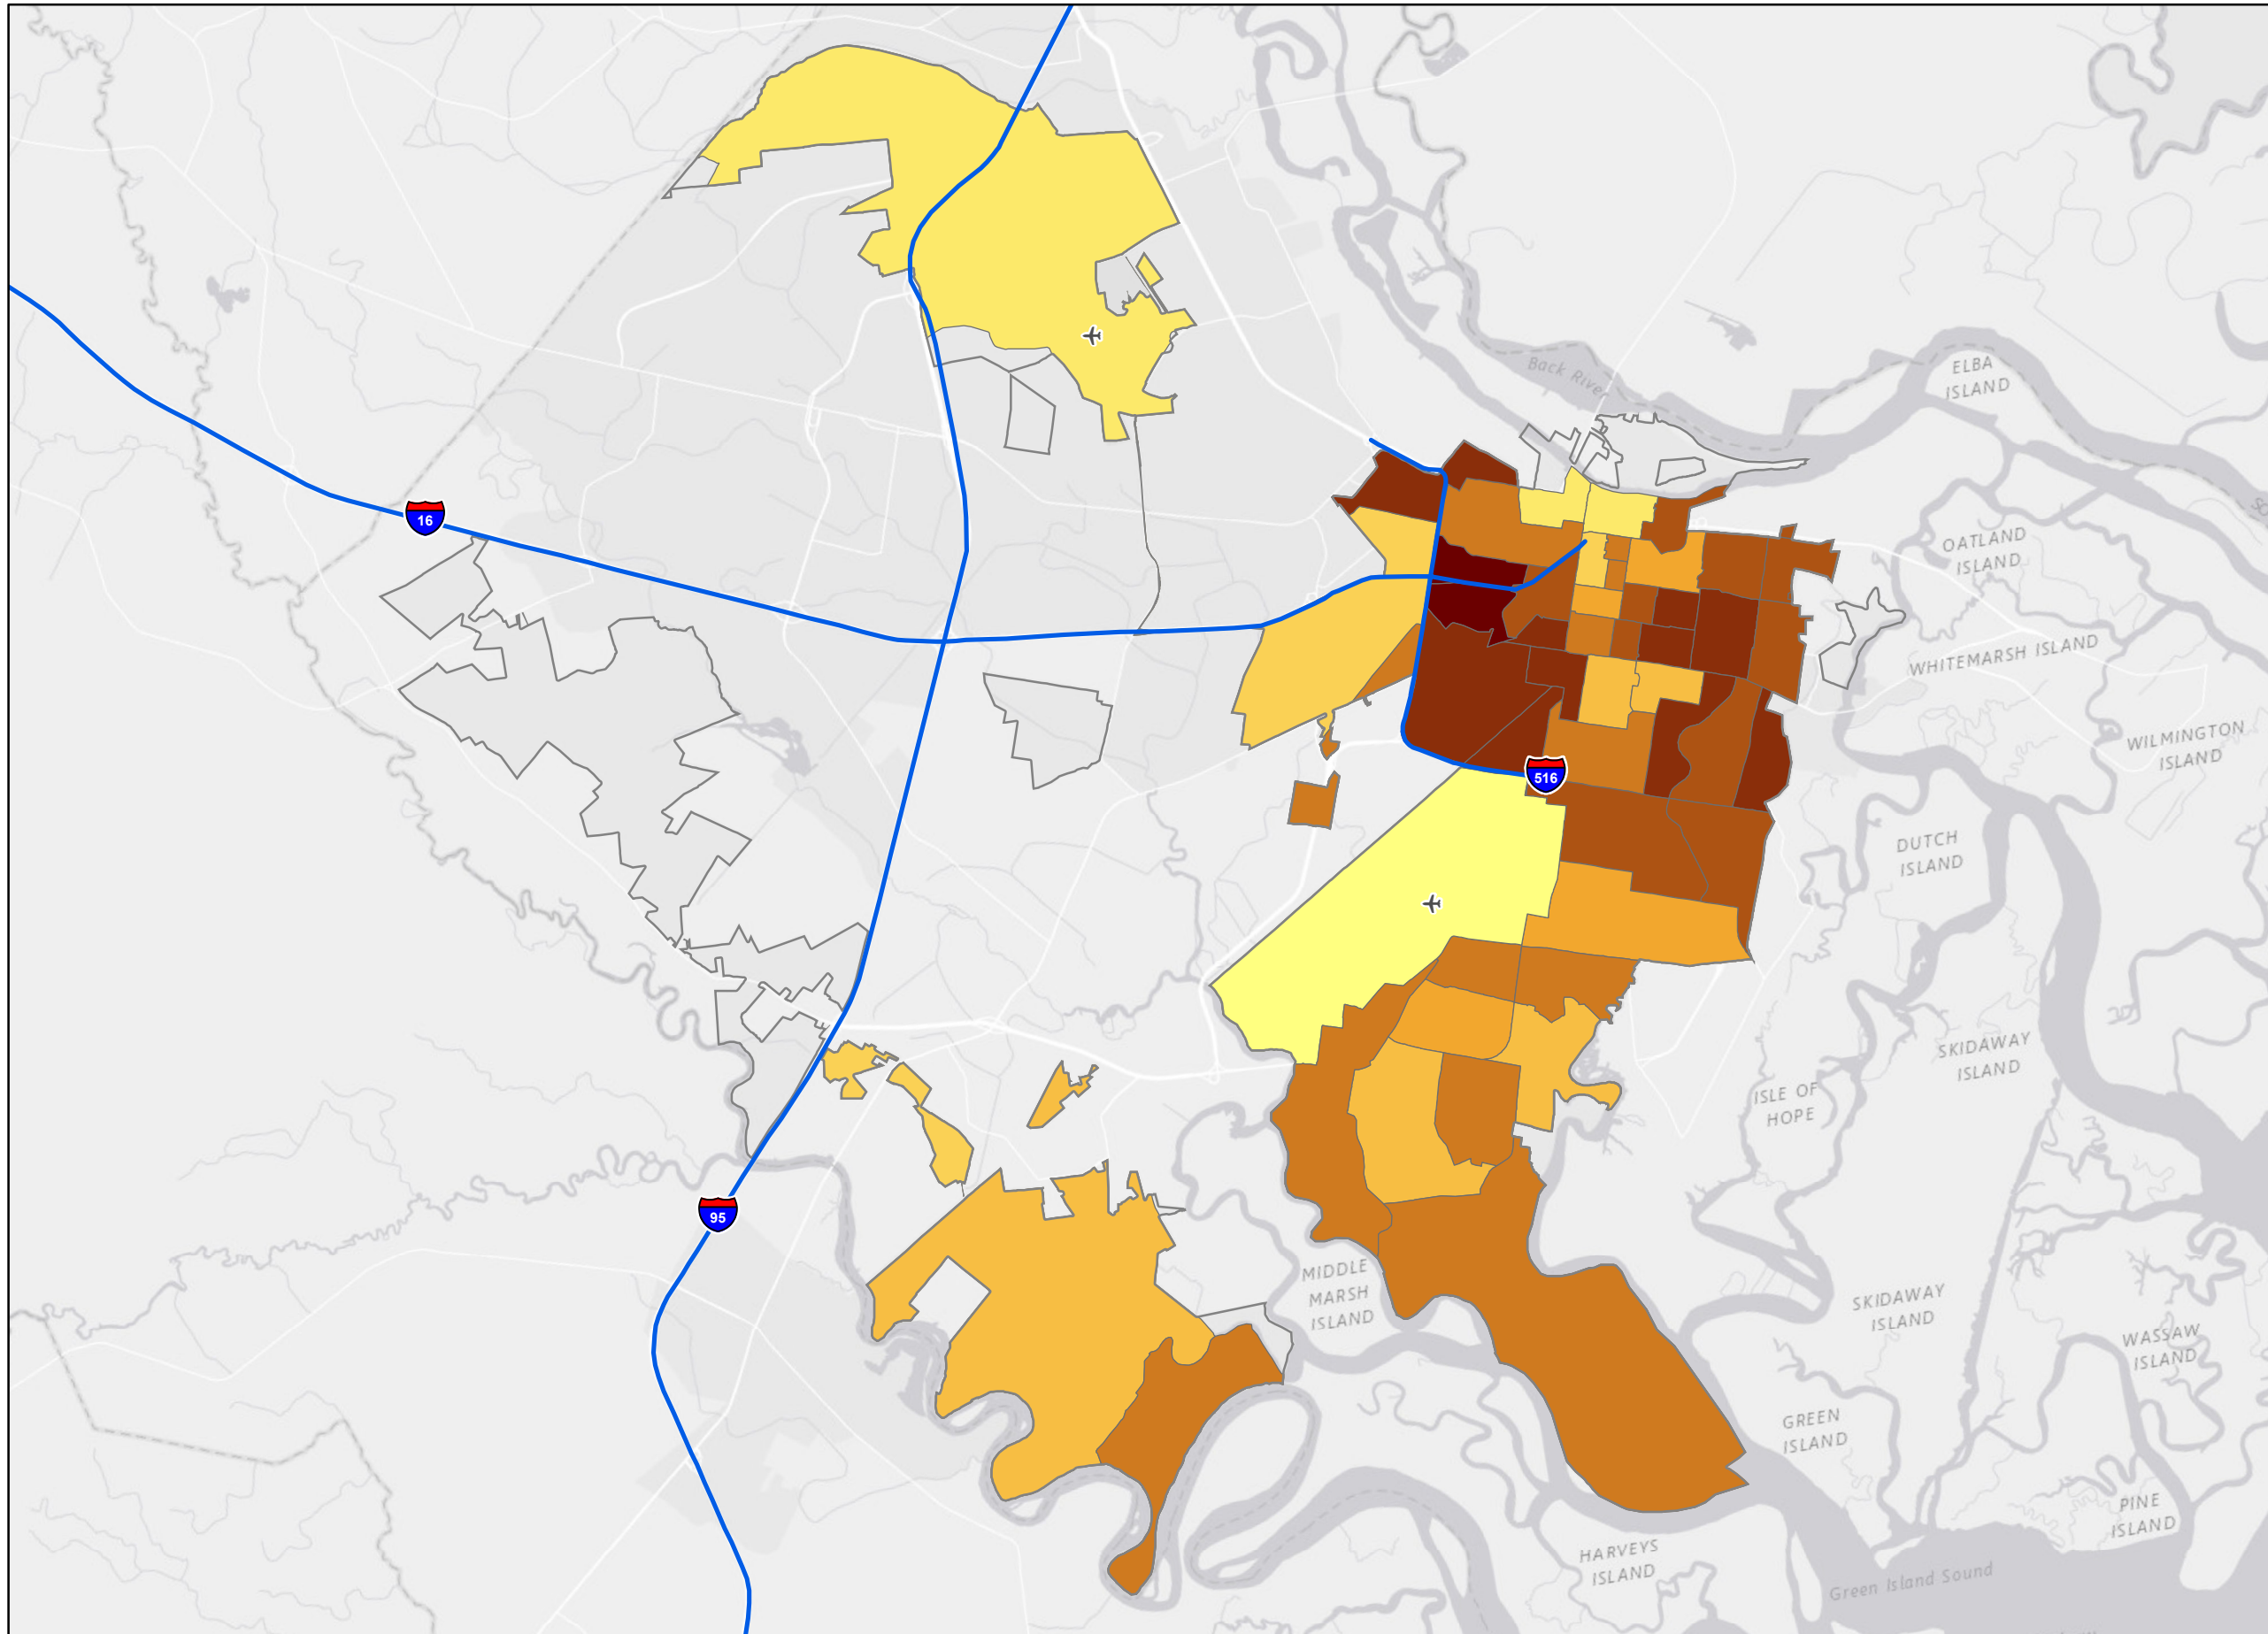 Back River
ELBA
ISLAND
16
OATLAND
ISLAND
WHITEMARSH ISLAND
WILMINGTON
ISLAND
516
DUTCH
ISLAND
SKIDAWAY
ISLAND
ISLE OF
HOPE
95
MIDDLE
MARSH
ISLAND
SKIDAWAY
ISLAND
WASSAW
ISLAND
GREEN
ISLAND
PINE
ISLAND
HARVEYS
ISLAND
Green Island Sound